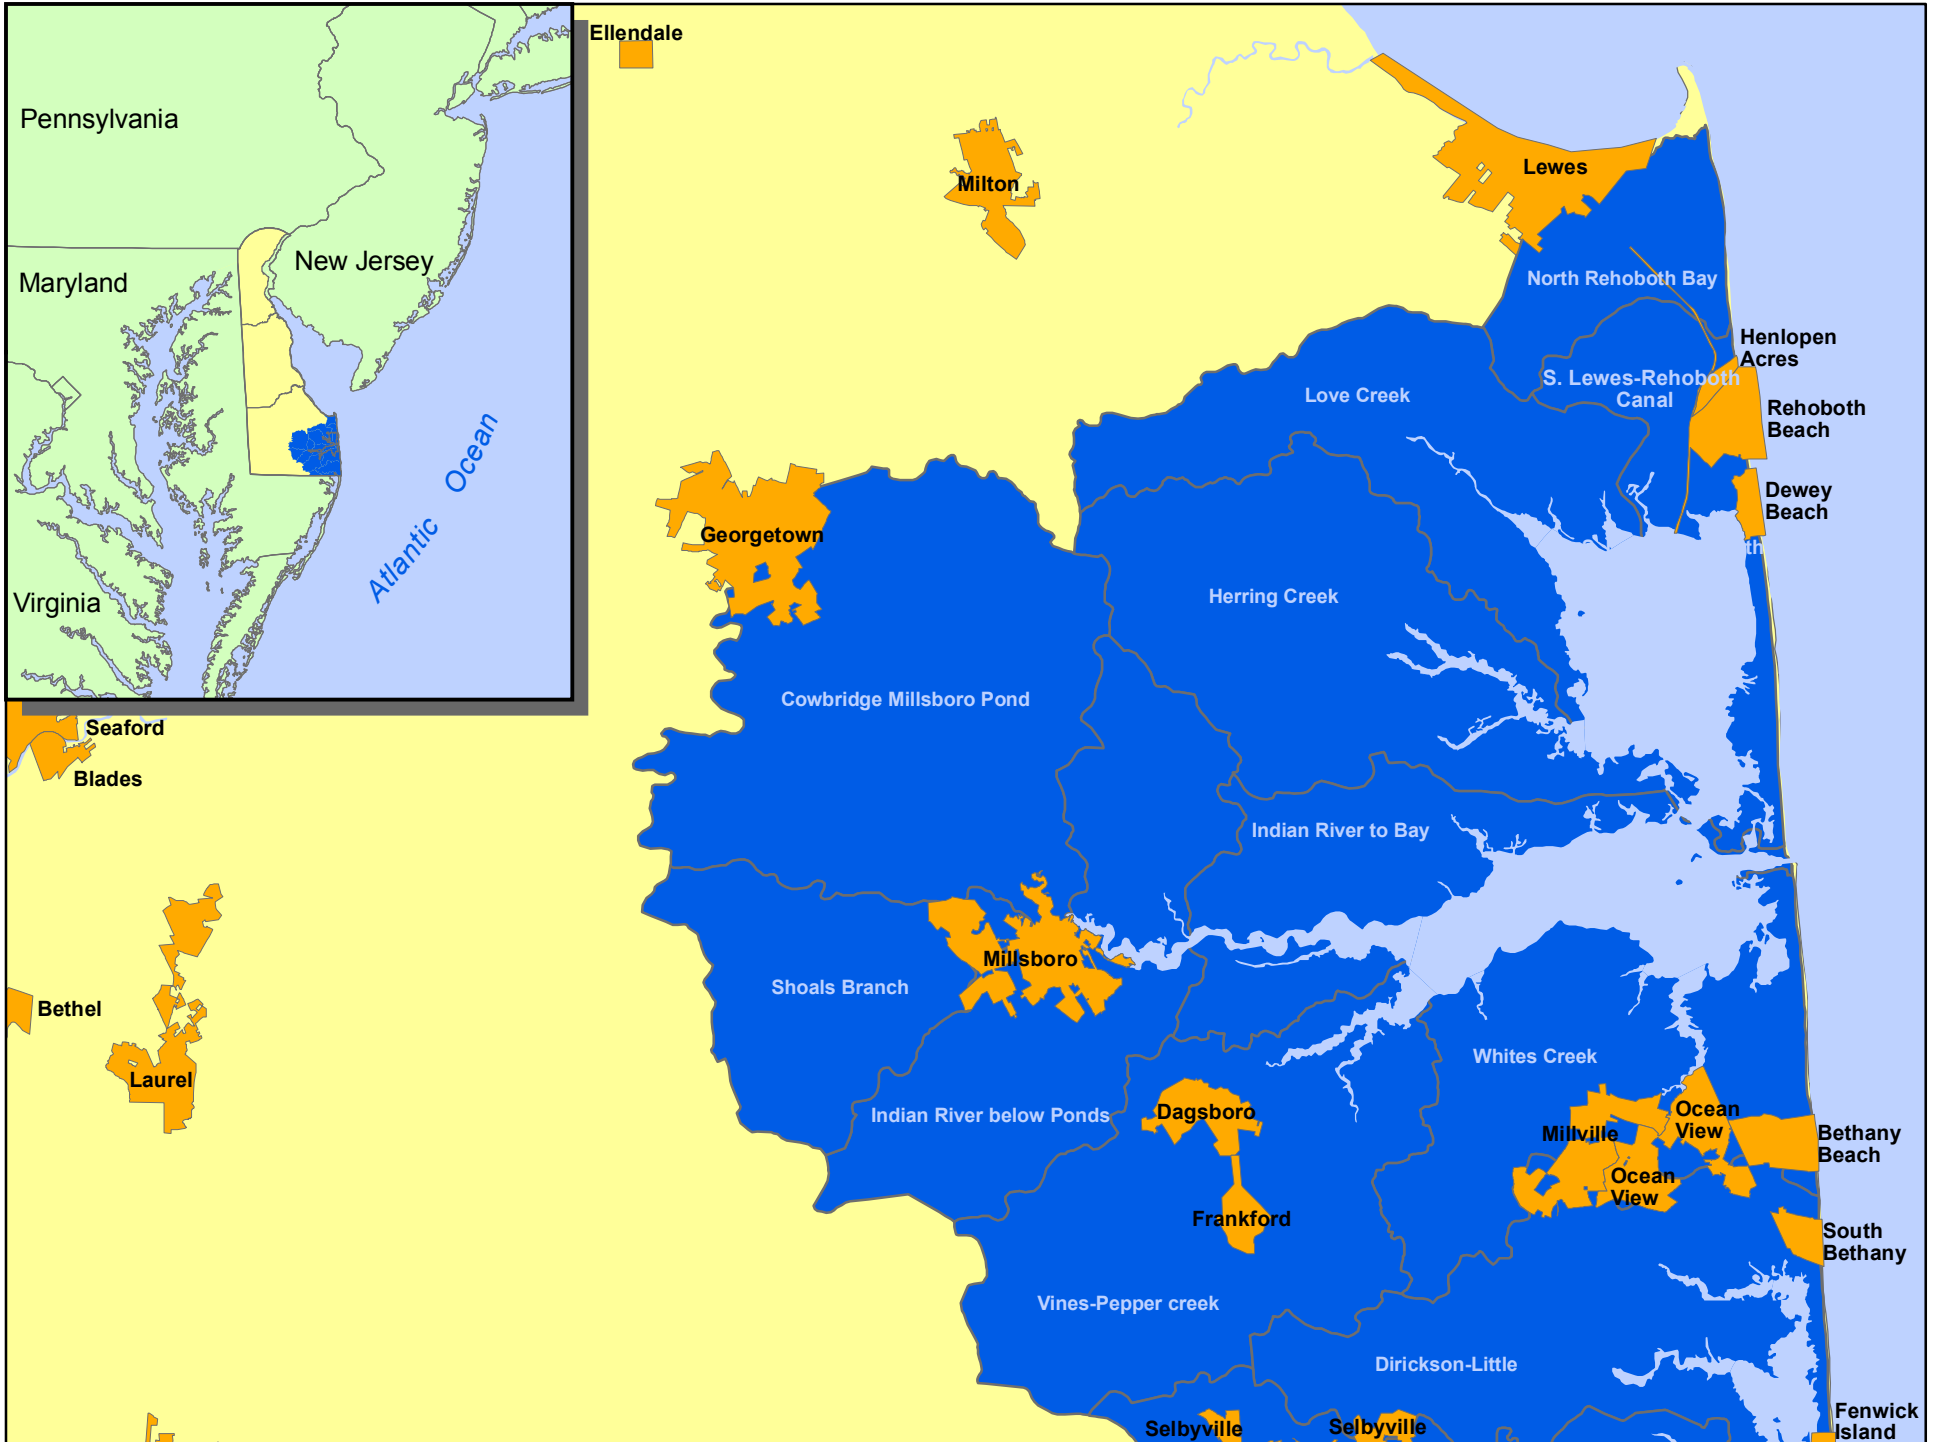 Pennsylvania
Maryland
New Jersey
Virginia
Atlantic Ocean
Ellendale
Milton
Lewes
North Rehoboth Bay
Henlopen
Acres
S. Lewes-Rehoboth
Canal
Love Creek
Rehoboth
Beach
Dewey
Beach
Georgetown
th
Herring Creek
Cowbridge Millsboro Pond
Seaford
Blades
Indian River to Bay
Millsboro
Shoals Branch
Bethel
Laurel
Whites Creek
Indian River below Ponds
Dagsboro
Ocean
View
Millville
Bethany
Beach
Ocean
View
Frankford
South
Bethany
Vines-Pepper creek
Dirickson-Little
Selbyville
Selbyville
Fenwick
Island